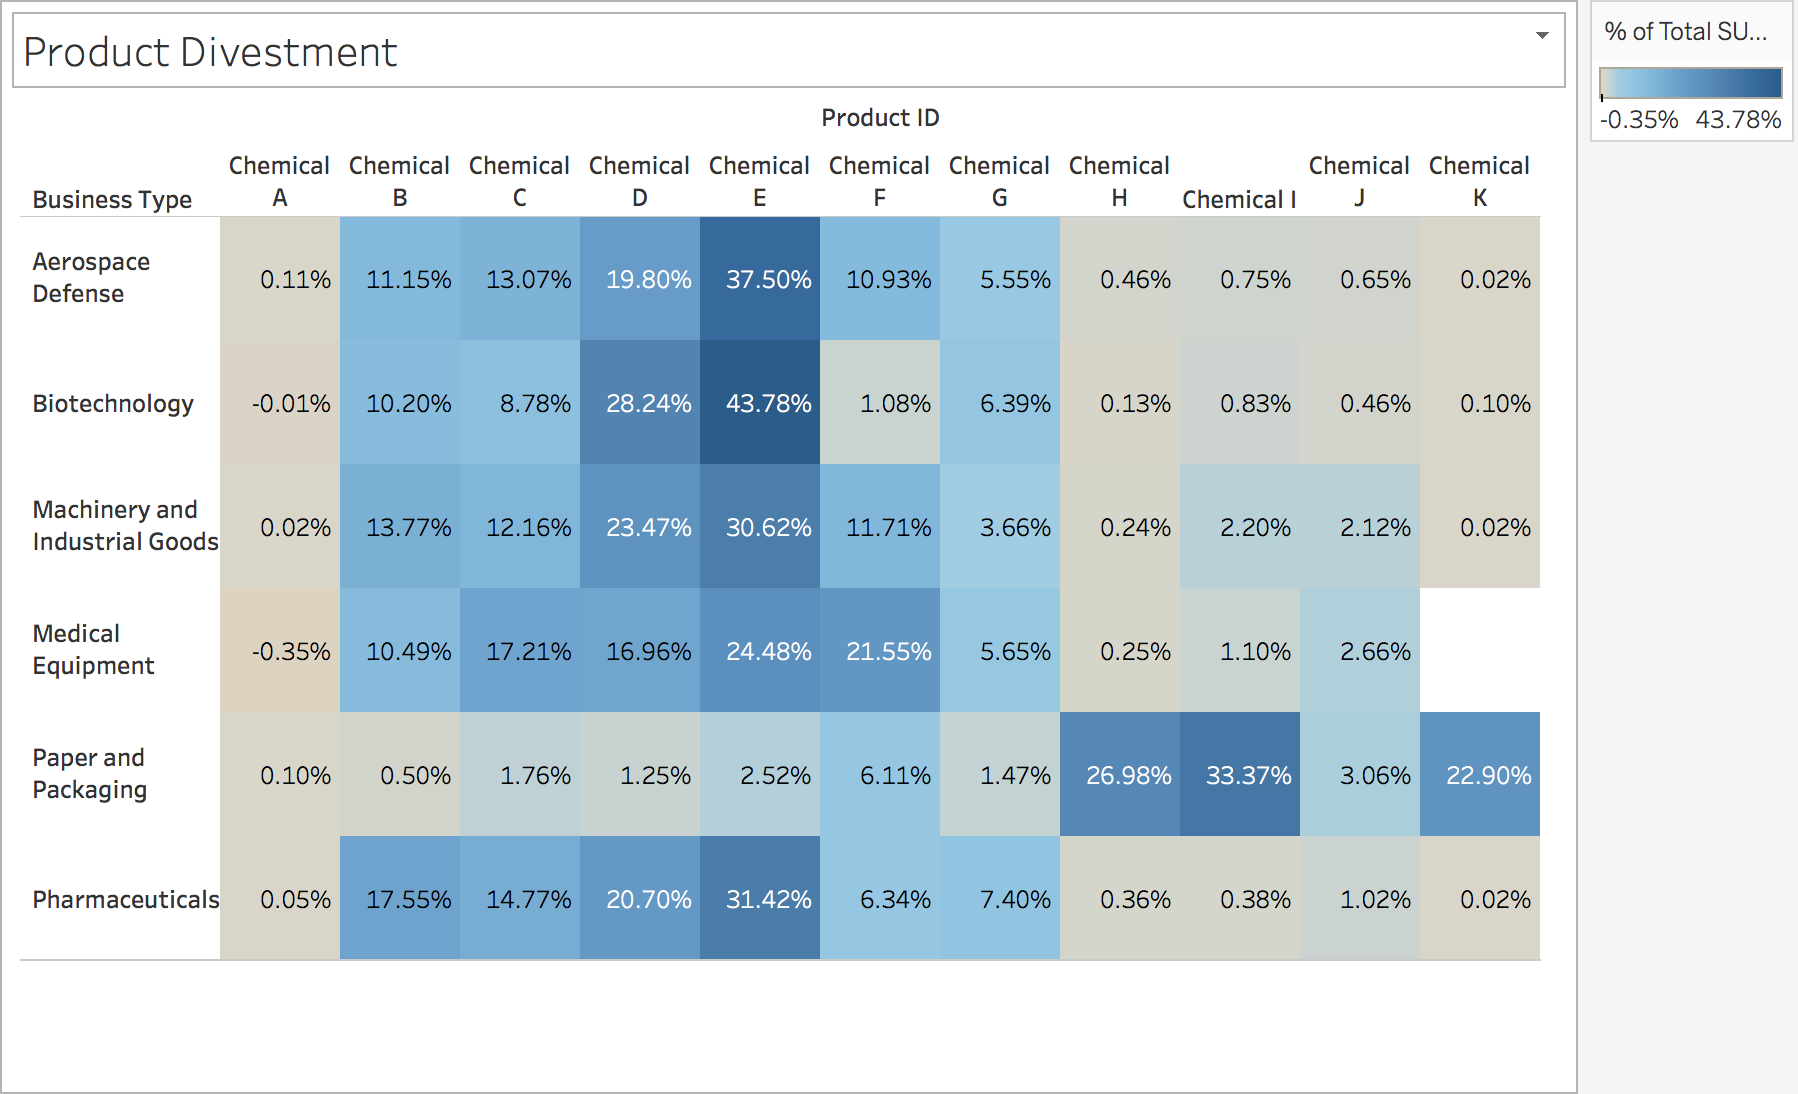 Product Divestment
% of Total SU...
-0.35% 43.78%
Product ID
Business Type
Chemical A
Chemical B
Chemical C
Chemical D
Chemical E
Chemical F
Chemical G
Chemical H
Chemical I
Chemical J
Chemical K
Aerospace
Defense
0.11% 11.15% 13.07% 19.80% 37.50% 10.93% 5.55% 0.46% 0.75% 0.65% 0.02%
Biotechnology -0.01% 10.20% 8.78% 28.24% 43.78% 1.08% 6.39% 0.13% 0.83% 0.46% 0.10%
Machinery and
Industrial Goods
0.02% 13.77% 12.16% 23.47% 30.62% 11.71% 3.66% 0.24% 2.20% 2.12% 0.02%
Medical
Equipment
-0.35% 10.49% 17.21% 16.96% 24.48% 21.55% 5.65% 0.25% 1.10% 2.66%
Paper and
Packaging
0.10% 0.50% 1.76% 1.25% 2.52% 6.11% 1.47% 26.98% 33.37% 3.06% 22.90%
Pharmaceuticals 0.05% 17.55% 14.77% 20.70% 31.42% 6.34% 7.40% 0.36% 0.38% 1.02% 0.02%